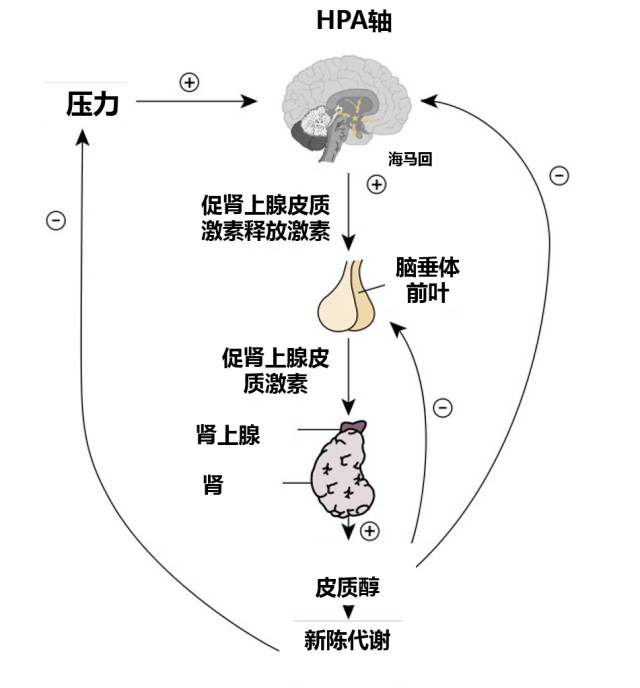 HPA轴
+
压力
海马回
−
+
促肾上腺皮质
激素释放激素
−
脑垂体
前叶
促肾上腺皮
质激素
−
肾上腺
肾
+
皮质醇
新陈代谢